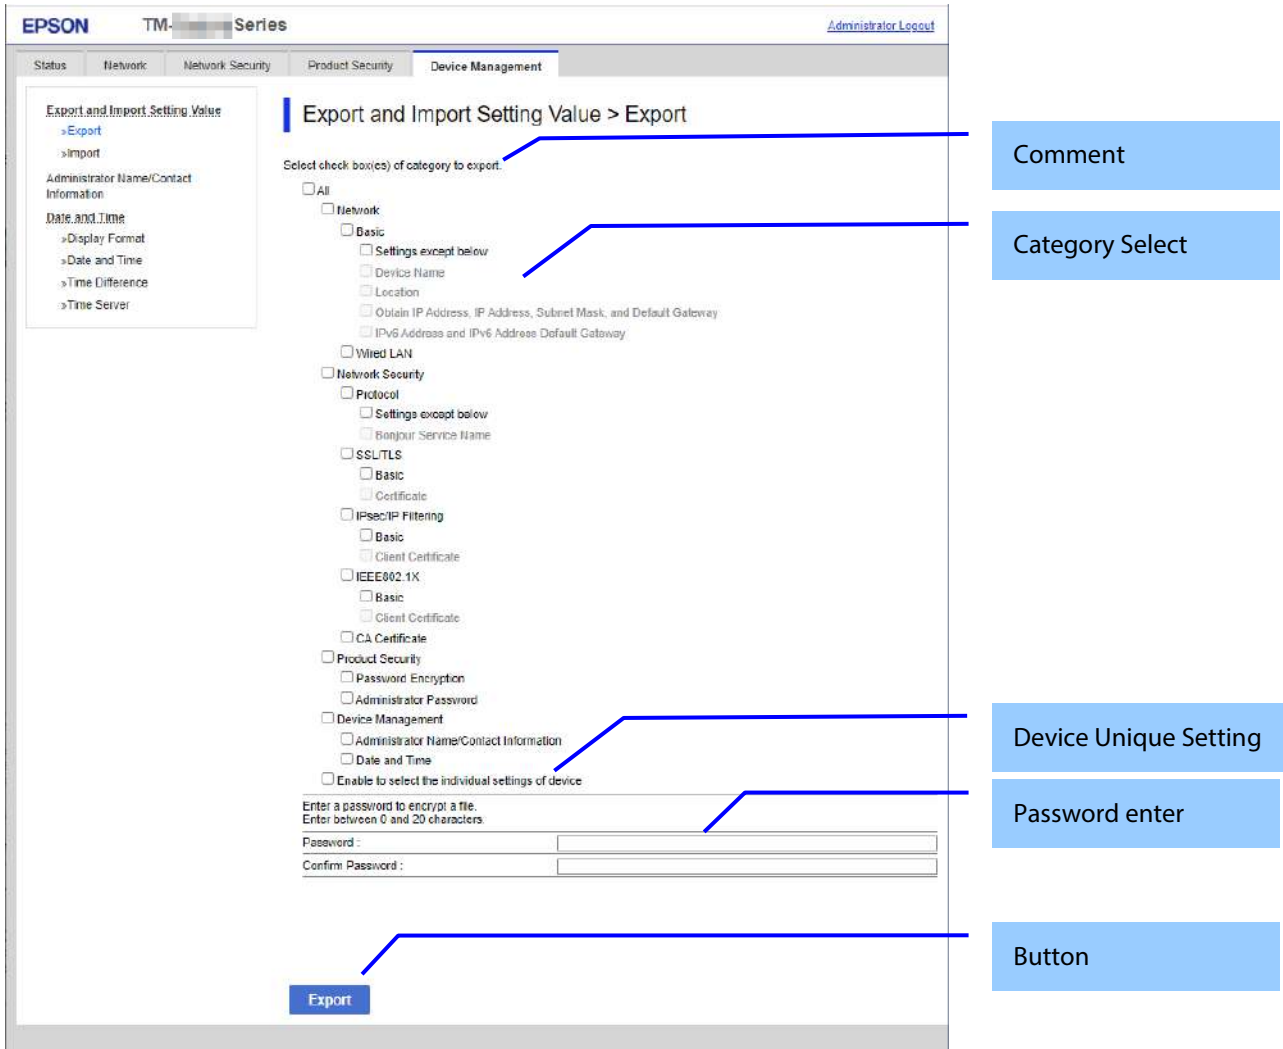 EPSON TM- Series Administrator Logout
Status Network Network Security Product Security Device Management
Export and Import Setting Value
»Export
»Import
Administrator Name/Contact
Information
Date and Time
»Display Format
»Date and Time
»Time Difference
»Time Server
Export and Import Setting Value > Export
Select check box(es) of category to export.
All
Network
Basic
Settings except below
Device Name
Location
Obtain IP Address, IP Address, Subnet Mask, and Default Gateway
IPv6 Address and IPv6 Address Default Gateway
Wired LAN
Network Security
Protocol
Settings except below
Bonjour Service Name
SSL/TLS
Basic
Certificate
IPsec/IP Filtering
Basic
Client Certificate
IEEE802.1X
Basic
Client Certificate
CA Certificate
Product Security
Password Encryption
Administrator Password
Device Management
Administrator Name/Contact Information
Date and Time
Enable to select the individual settings of device
Enter a password to encrypt a file.
Enter between 0 and 20 characters.
Password :
Confirm Password :
Export
Comment
Category Select
Device Unique Setting
Password enter
Button